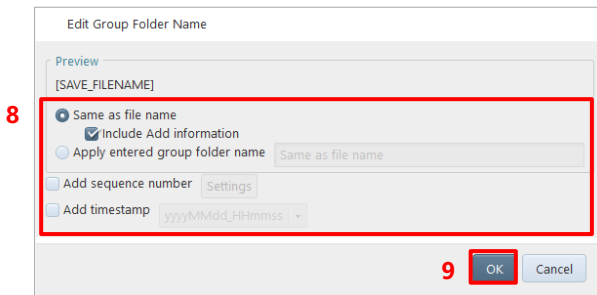 Edit Group Folder Name
Preview
[SAVE_FILENAME]
8
Same as file name
Include Add information
Apply entered group folder name Same as file name
Add sequence number Settings
Add timestamp yyyyMMdd_HHmmss
9 OK Cancel